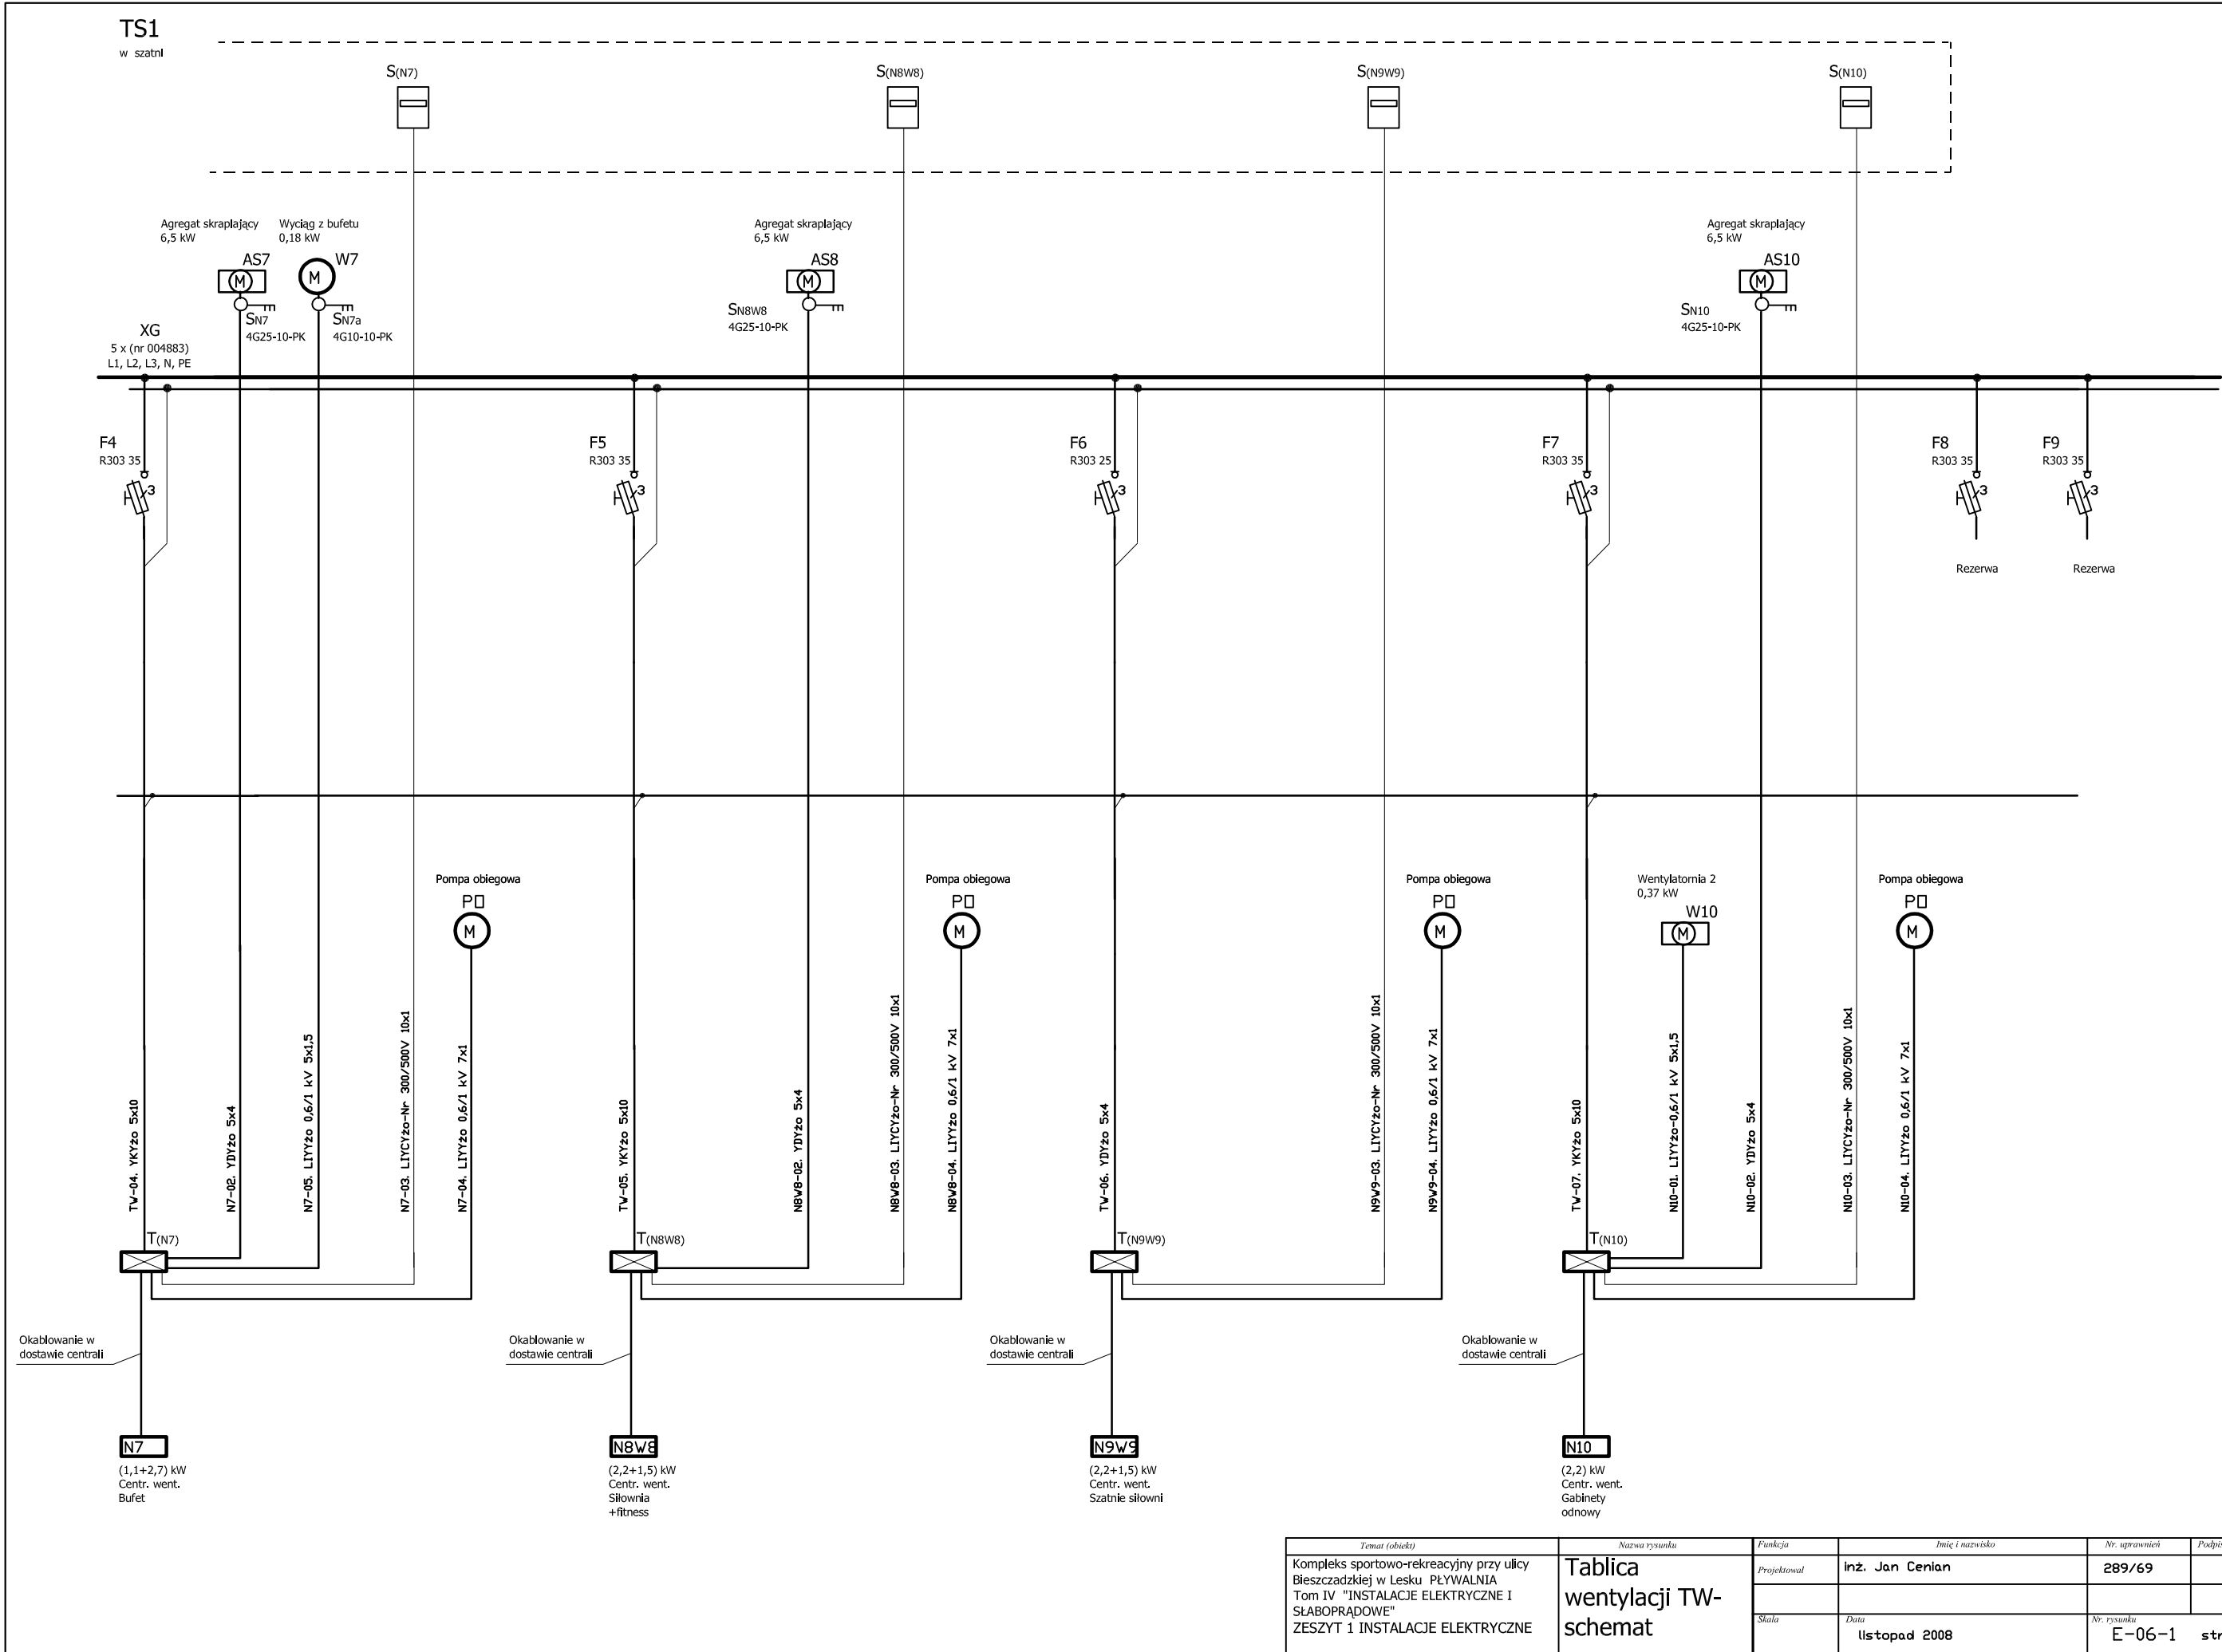 TS1
w szatni
S(N7)
S(N8W8)
S(N9W9)
S(N10)
Agregat skraplający
6,5 kW
AS7
M
SN7
4G25-10-PK
Wyciąg z bufetu
0,18 kW
W7
M
SN7a
4G10-10-PK
Agregat skraplający
6,5 kW
AS8
M
SN8W8
4G25-10-PK
Agregat skraplający
6,5 kW
AS10
M
SN10
4G25-10-PK
XG
5 x (nr 004883)
L1, L2, L3, N, PE
F4
R303 35
3
F5
R303 35
3
F6
R303 25
3
F7
R303 35
3
F8
R303 35
3
Rezerwa
F9
R303 35
3
Rezerwa
Pompa obiegowa
PO
M
Pompa obiegowa
PO
M
Pompa obiegowa
PO
M
Wentylatornia 2
0,37 kW
W10
M
Pompa obiegowa
PO
M
TW-04. YKYżo 5x10
N7-02. YDYżo 5x4
N7-05. LIYYżo 0,6/1 kV 5x1,5
N7-03. LIYCYżo-Nr 300/500V 10x1
N7-04. LIYYżo 0,6/1 kV 7x1
TW-05. YKYżo 5x10
N8W8-02. YDYżo 5x4
N8W8-03. LIYCYżo-Nr 300/500V 10x1
N8W8-04. LIYYżo 0,6/1 kV 7x1
TW-06. YDYżo 5x4
N9W9-03. LIYCYżo-Nr 300/500V 10x1
N9W9-04. LIYYżo 0,6/1 kV 7x1
TW-07. YKYżo 5x10
N10-01. LIYYżo-0,6/1 kV 5x1,5
N10-02. YDYżo 5x4
N10-03. LIYCYżo-Nr 300/500V 10x1
N10-04. LIYYżo 0,6/1 kV 7x1
T(N7)
T(N8W8)
T(N9W9)
T(N10)
Okablowanie w
dostawie centrali
Okablowanie w
dostawie centrali
Okablowanie w
dostawie centrali
Okablowanie w
dostawie centrali
N7
(1,1+2,7) kW
Centr. went.
Bufet
N8W8
(2,2+1,5) kW
Centr. went.
Siłownia
+fitness
N9W9
(2,2+1,5) kW
Centr. went.
Szatnie siłowni
N10
(2,2) kW
Centr. went.
Gabinety
odnowy
Temat (obiekt)
Kompleks sportowo-rekreacyjny przy ulicy
Bieszczadzkiej w Lesku PŁYWALNIA
Tom IV "INSTALACJE ELEKTRYCZNE I
SŁABOPRĄDOWE"
ZESZYT 1 INSTALACJE ELEKTRYCZNE
Nazwa rysunku
Tablica
wentylacji TW-
schemat
Funkcja
Imię i nazwisko
Nr. uprawnień
Podpis
Projektował
inż. Jan Cenian
289/69
Skala
Data
listopad 2008
Nr. rysunku
E-06-1 str